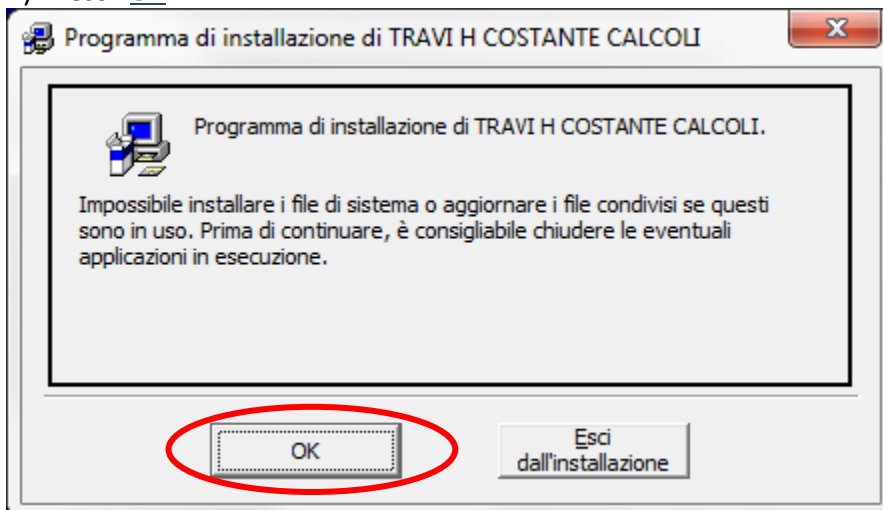 Programma di installazione di TRAVI H COSTANTE CALCOLI
Programma di installazione di TRAVI H COSTANTE CALCOLI.
Impossibile installare i file di sistema o aggiornare i file condivisi se questi
sono in uso. Prima di continuare, è consigliabile chiudere le eventuali
applicazioni in esecuzione.
OK
Esci
dall'installazione